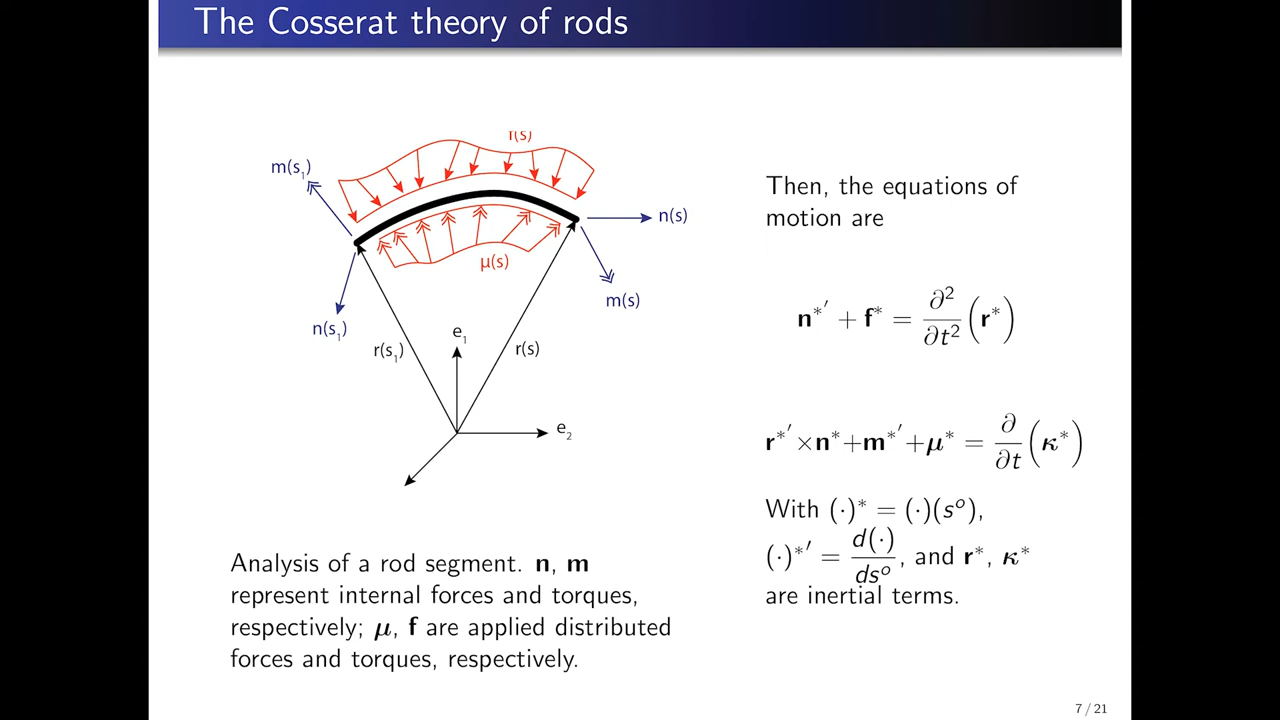 The Cosserat theory of rods
f(s)
m(s₁)
n(s)
μ(s)
m(s)
n(s₁)
e₁
r(s₁)
r(s)
e₂
Analysis of a rod segment. n, m
represent internal forces and torques,
respectively; μ, f are applied distributed
forces and torques, respectively.
Then, the equations of
motion are
n*′ + f* = ∂²/∂t² (r*)
r*′ ×n*+m*′+μ* = ∂/∂t (κ*)
With (·)* = (·)(sᵒ),
(·)*′ = d(·)/dsᵒ, and r*, κ*
are inertial terms.
7 / 21